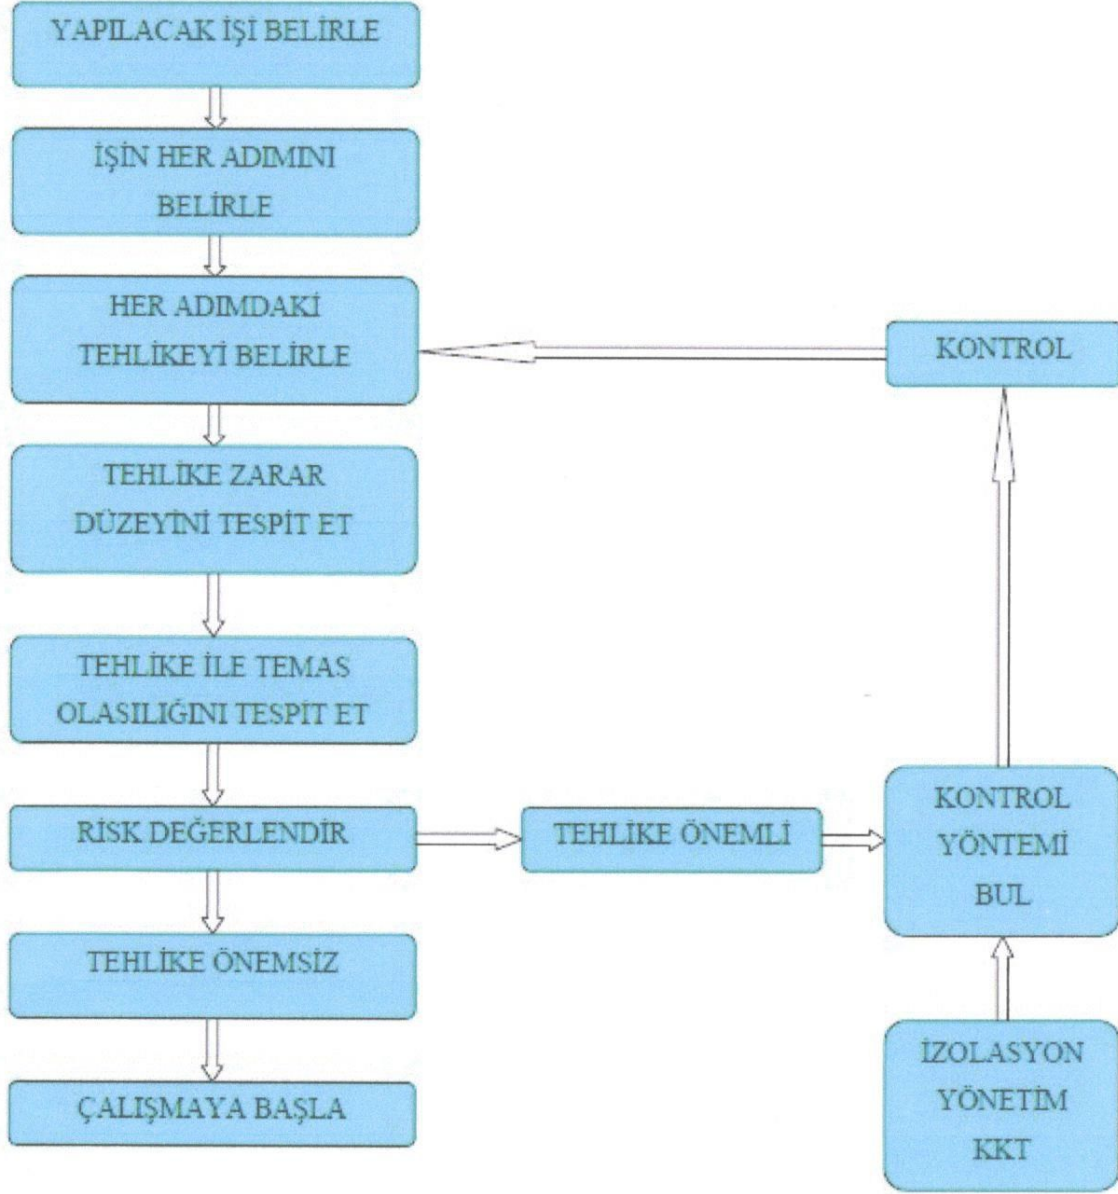 YAPILACAK İŞİ BELİRLE
İŞİN HER ADIMINI
BELİRLE
HER ADIMDAKİ
TEHLİKEYİ BELİRLE
TEHLİKE ZARAR
DÜZEYİNİ TESPİT ET
TEHLİKE İLE TEMAS
OLASILIĞINI TESPİT ET
RİSK DEĞERLENDİR
TEHLİKE ÖNEMSİZ
ÇALIŞMAYA BAŞLA
TEHLİKE ÖNEMLİ
KONTROL
YÖNTEMİ
BUL
İZOLASYON
YÖNETİM
KKT
KONTROL